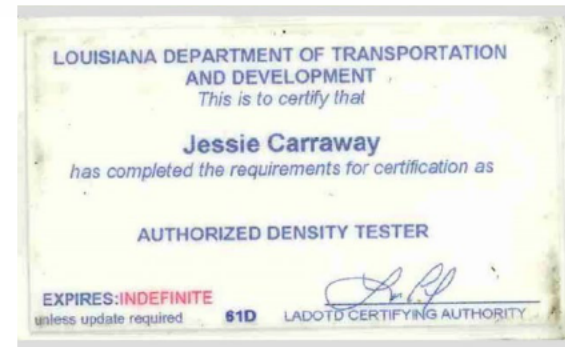 LOUISIANA DEPARTMENT OF TRANSPORTATION
AND DEVELOPMENT
This is to certify that
Jessie Carraway
has completed the requirements for certification as
AUTHORIZED DENSITY TESTER
EXPIRES:INDEFINITE
unless update required 61D LADOTD CERTIFYING AUTHORITY